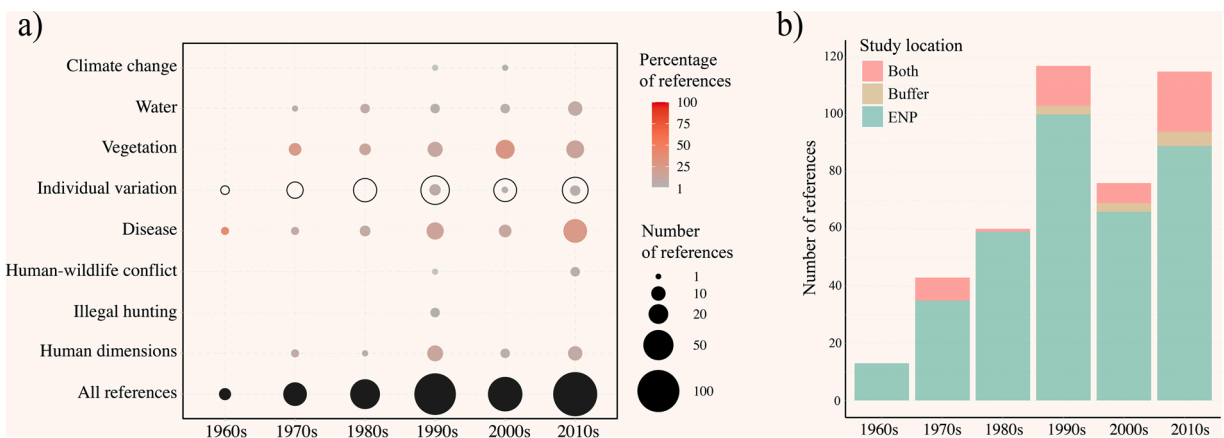 a)
Climate change
Water
Vegetation
Individual variation
Disease
Human-wildlife conflict
Illegal hunting
Human dimensions
All references
1960s 1970s 1980s 1990s 2000s 2010s
Percentage
of references
100
75
50
25
1
Number
of references
1
10
20
50
100
b)
Study location
Both
Buffer
ENP
Number of references
120
100
80
60
40
20
0
1960s 1970s 1980s 1990s 2000s 2010s